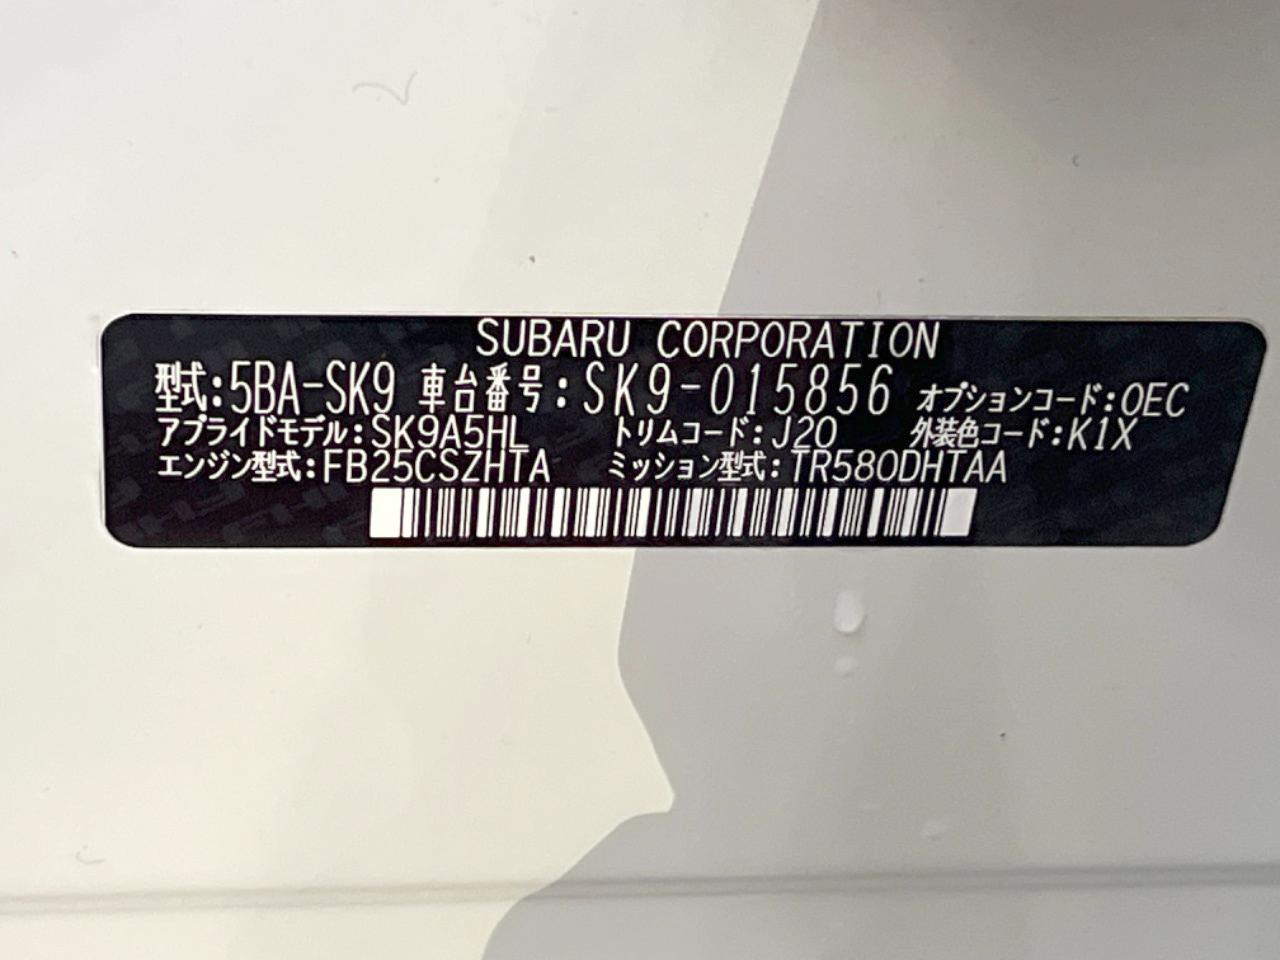 SUBARU CORPORATION
型式:5BA-SK9 車台番号:SK9-015856 オプションコード:OEC
アプライドモデル:SK9A5HL トリムコード:J20 外装色コード:K1X
エンジン型式:FB25CSZHTA ミッション型式:TR580DHTAA